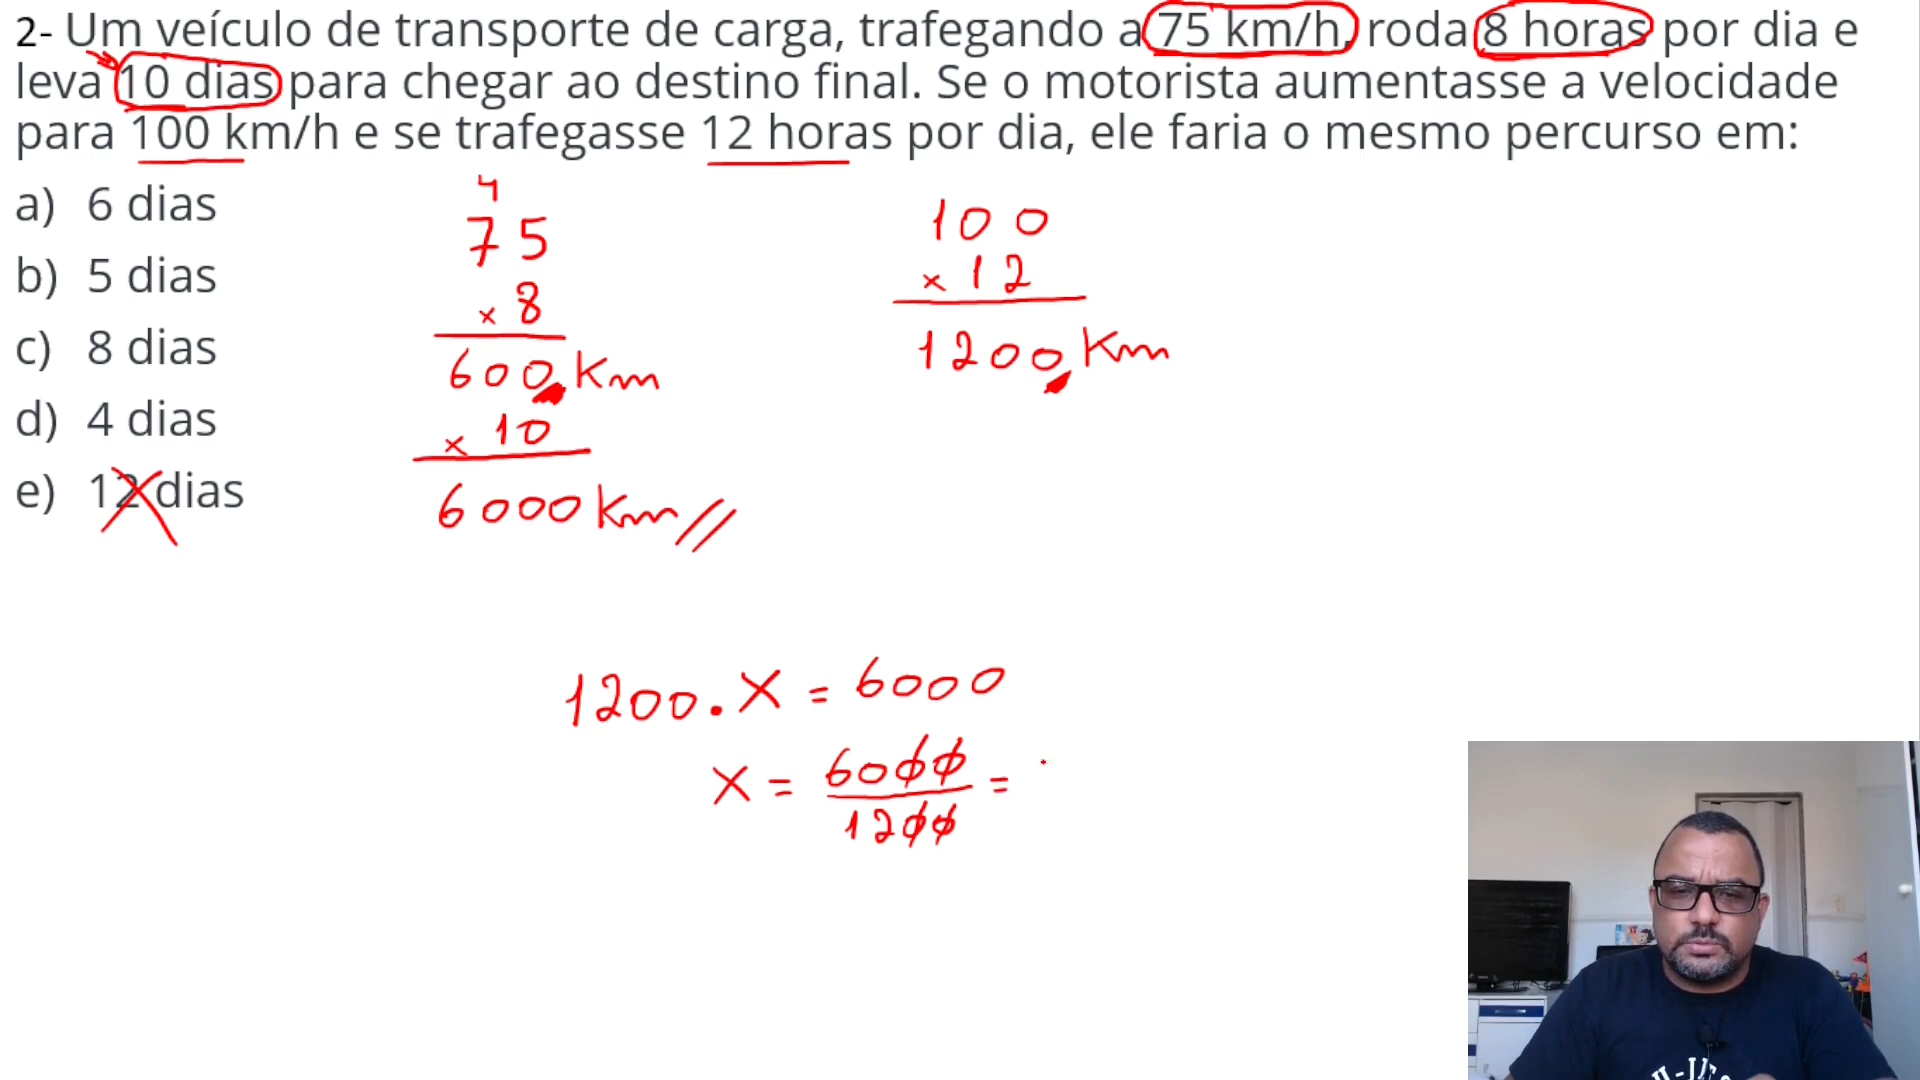 2- Um veículo de transporte de carga, trafegando a 75 km/h, roda 8 horas por dia e
leva 10 dias para chegar ao destino final. Se o motorista aumentasse a velocidade
para 100 km/h e se trafegasse 12 horas por dia, ele faria o mesmo percurso em:
a) 6 dias
b) 5 dias
c) 8 dias
d) 4 dias
e) 12 dias
4
75
x 8
600 Km
x 10
6000 Km //
100
x 12
1200 Km
1200 . X = 6000
X = 6000 =
1200